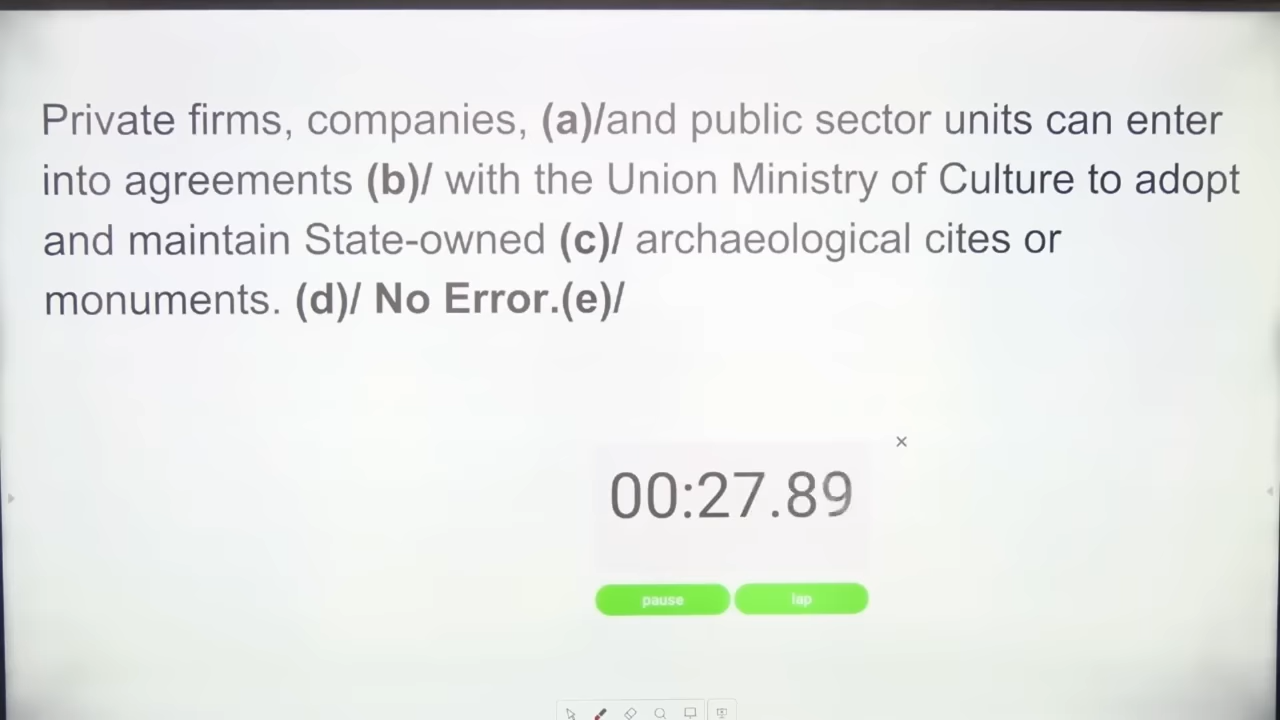 Private firms, companies, (a)/and public sector units can enter
into agreements (b)/ with the Union Ministry of Culture to adopt
and maintain State-owned (c)/ archaeological cites or
monuments. (d)/ No Error.(e)/
×
00:27.89
pause lap